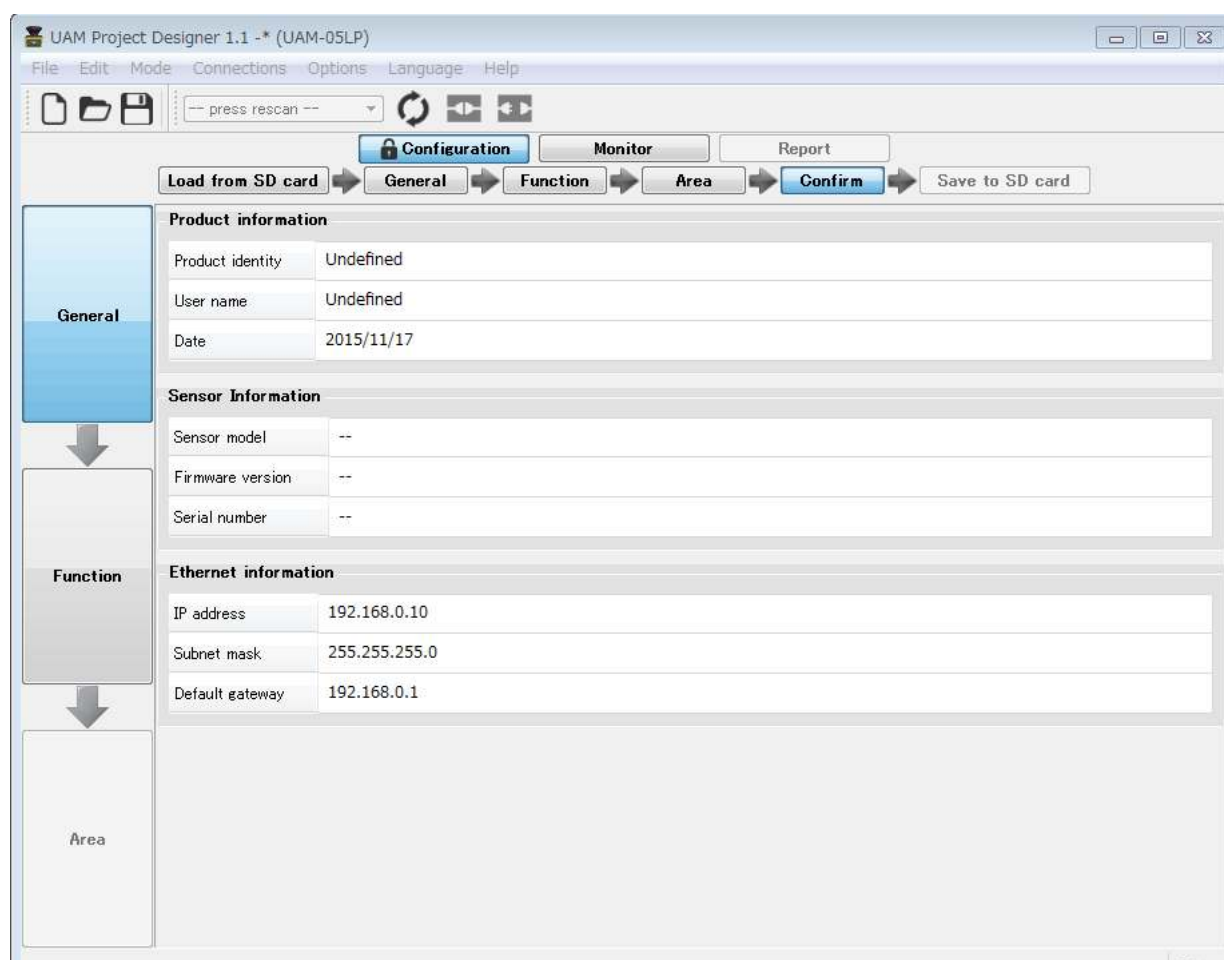 UAM Project Designer 1.1 -* (UAM-05LP)
File Edit Mode Connections Options Language Help
-- press rescan --
Configuration Monitor Report
Load from SD card General Function Area Confirm Save to SD card
General
Product information
Product identity Undefined
User name Undefined
Date 2015/11/17
Sensor Information
Sensor model --
Firmware version --
Serial number --
Function
Ethernet information
IP address 192.168.0.10
Subnet mask 255.255.255.0
Default gateway 192.168.0.1
Area